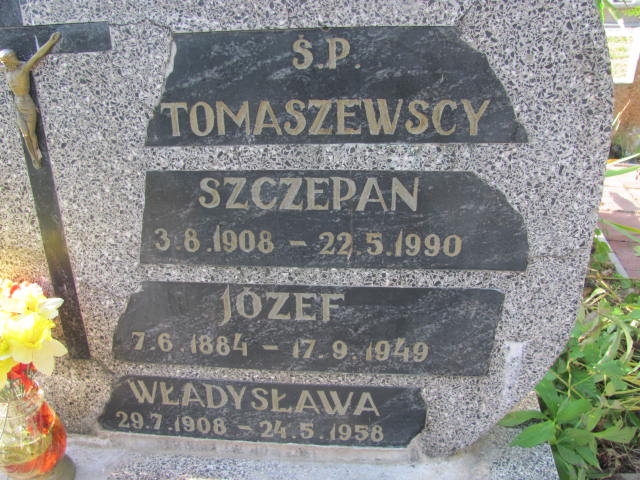 Ś.P.
TOMASZEWSCY
SZCZEPAN
3.8.1908 - 22.5.1990
JÓZEF
7.6.1884 - 17.9.1949
WŁADYSŁAWA
29.7.1908 - 24.5.1958